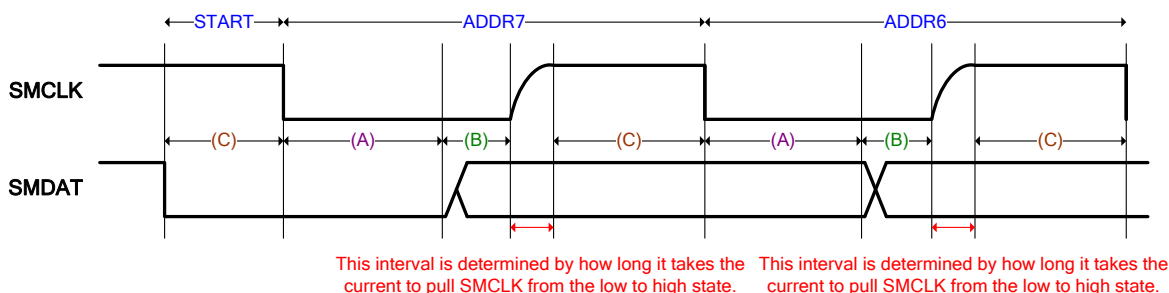 START ADDR7 ADDR6
SMCLK
(C) (A) (B) (C) (A) (B) (C)
SMDAT
This interval is determined by how long it takes the
current to pull SMCLK from the low to high state.
This interval is determined by how long it takes the
current to pull SMCLK from the low to high state.